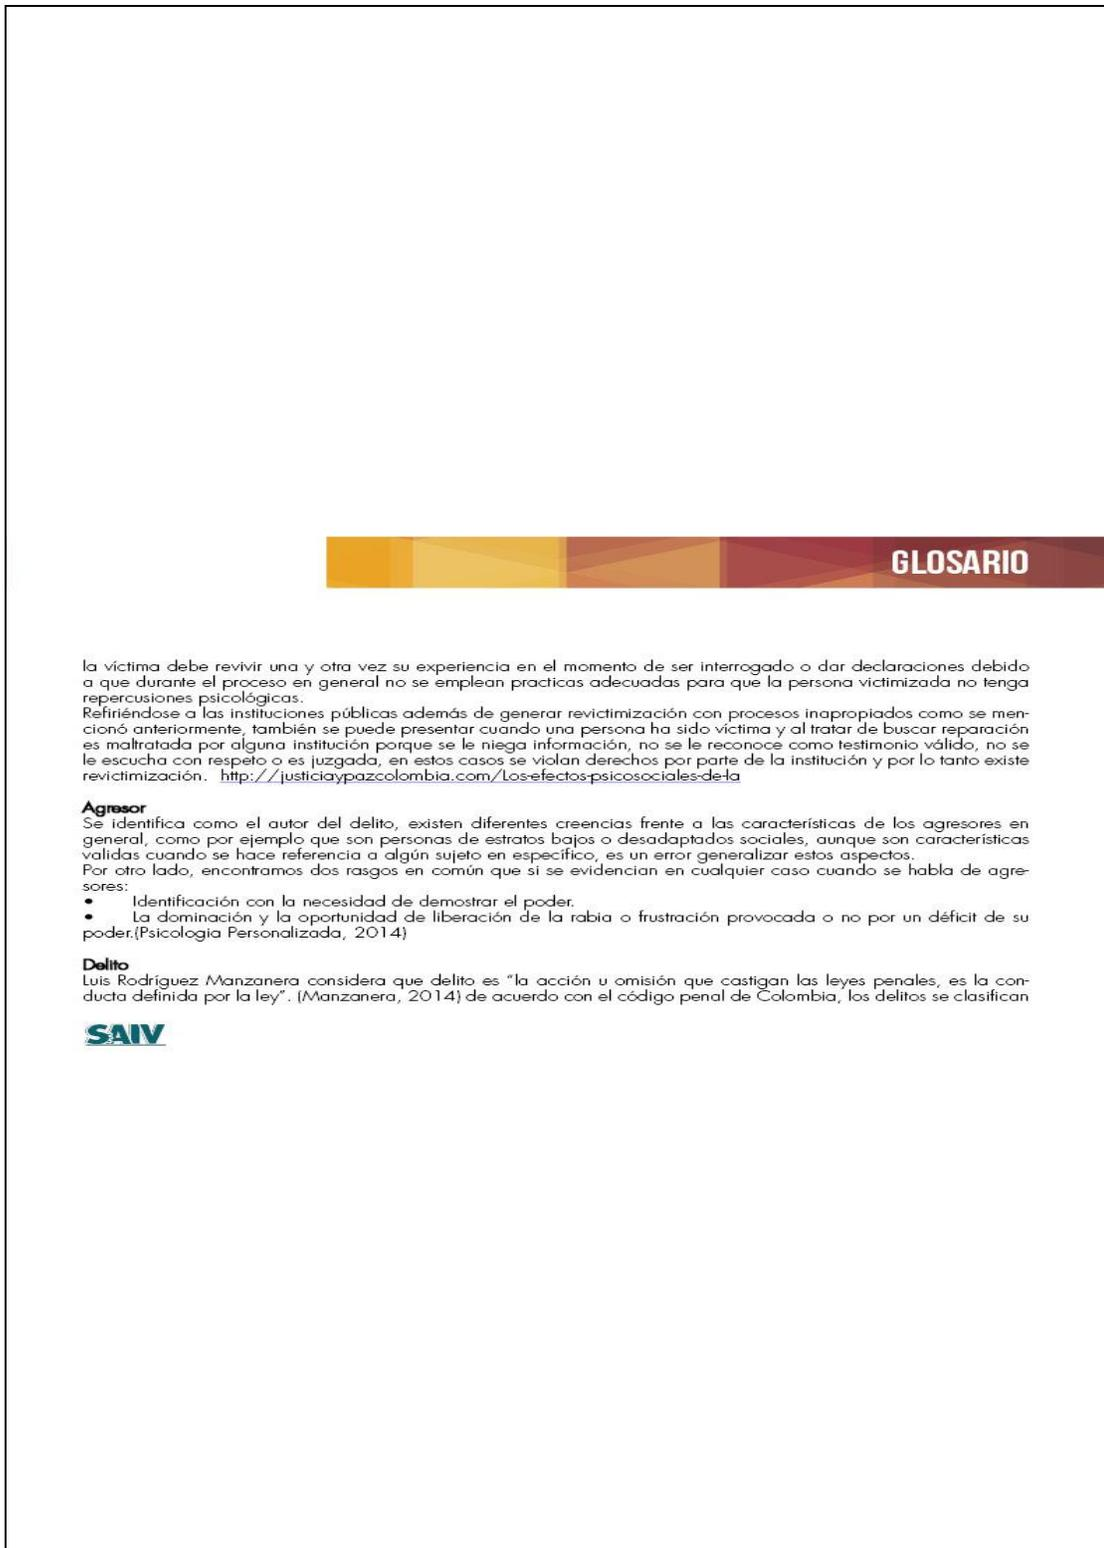 GLOSARIO
la víctima debe revivir una y otra vez su experiencia en el momento de ser interrogado o dar declaraciones debido
a que durante el proceso en general no se emplean practicas adecuadas para que la persona victimizada no tenga
repercusiones psicológicas.
Refiriéndose a las instituciones públicas además de generar revictimización con procesos inapropiados como se men-
cionó anteriormente, también se puede presentar cuando una persona ha sido víctima y al tratar de buscar reparación
es maltratada por alguna institución porque se le niega información, no se le reconoce como testimonio válido, no se
le escucha con respeto o es juzgada, en estos casos se violan derechos por parte de la institución y por lo tanto existe
revictimización. http://justiciaypazcolombia.com/Los-efectos-psicosociales-de-la
Agresor
Se identifica como el autor del delito, existen diferentes creencias frente a las características de los agresores en
general, como por ejemplo que son personas de estratos bajos o desadaptados sociales, aunque son características
validas cuando se hace referencia a algún sujeto en específico, es un error generalizar estos aspectos.
Por otro lado, encontramos dos rasgos en común que si se evidencian en cualquier caso cuando se habla de agre-
sores:
• Identificación con la necesidad de demostrar el poder.
• La dominación y la oportunidad de liberación de la rabia o frustración provocada o no por un déficit de su
poder.(Psicologia Personalizada, 2014)
Delito
Luis Rodríguez Manzanera considera que delito es “la acción u omisión que castigan las leyes penales, es la con-
ducta definida por la ley”. (Manzanera, 2014) de acuerdo con el código penal de Colombia, los delitos se clasifican
SAIV